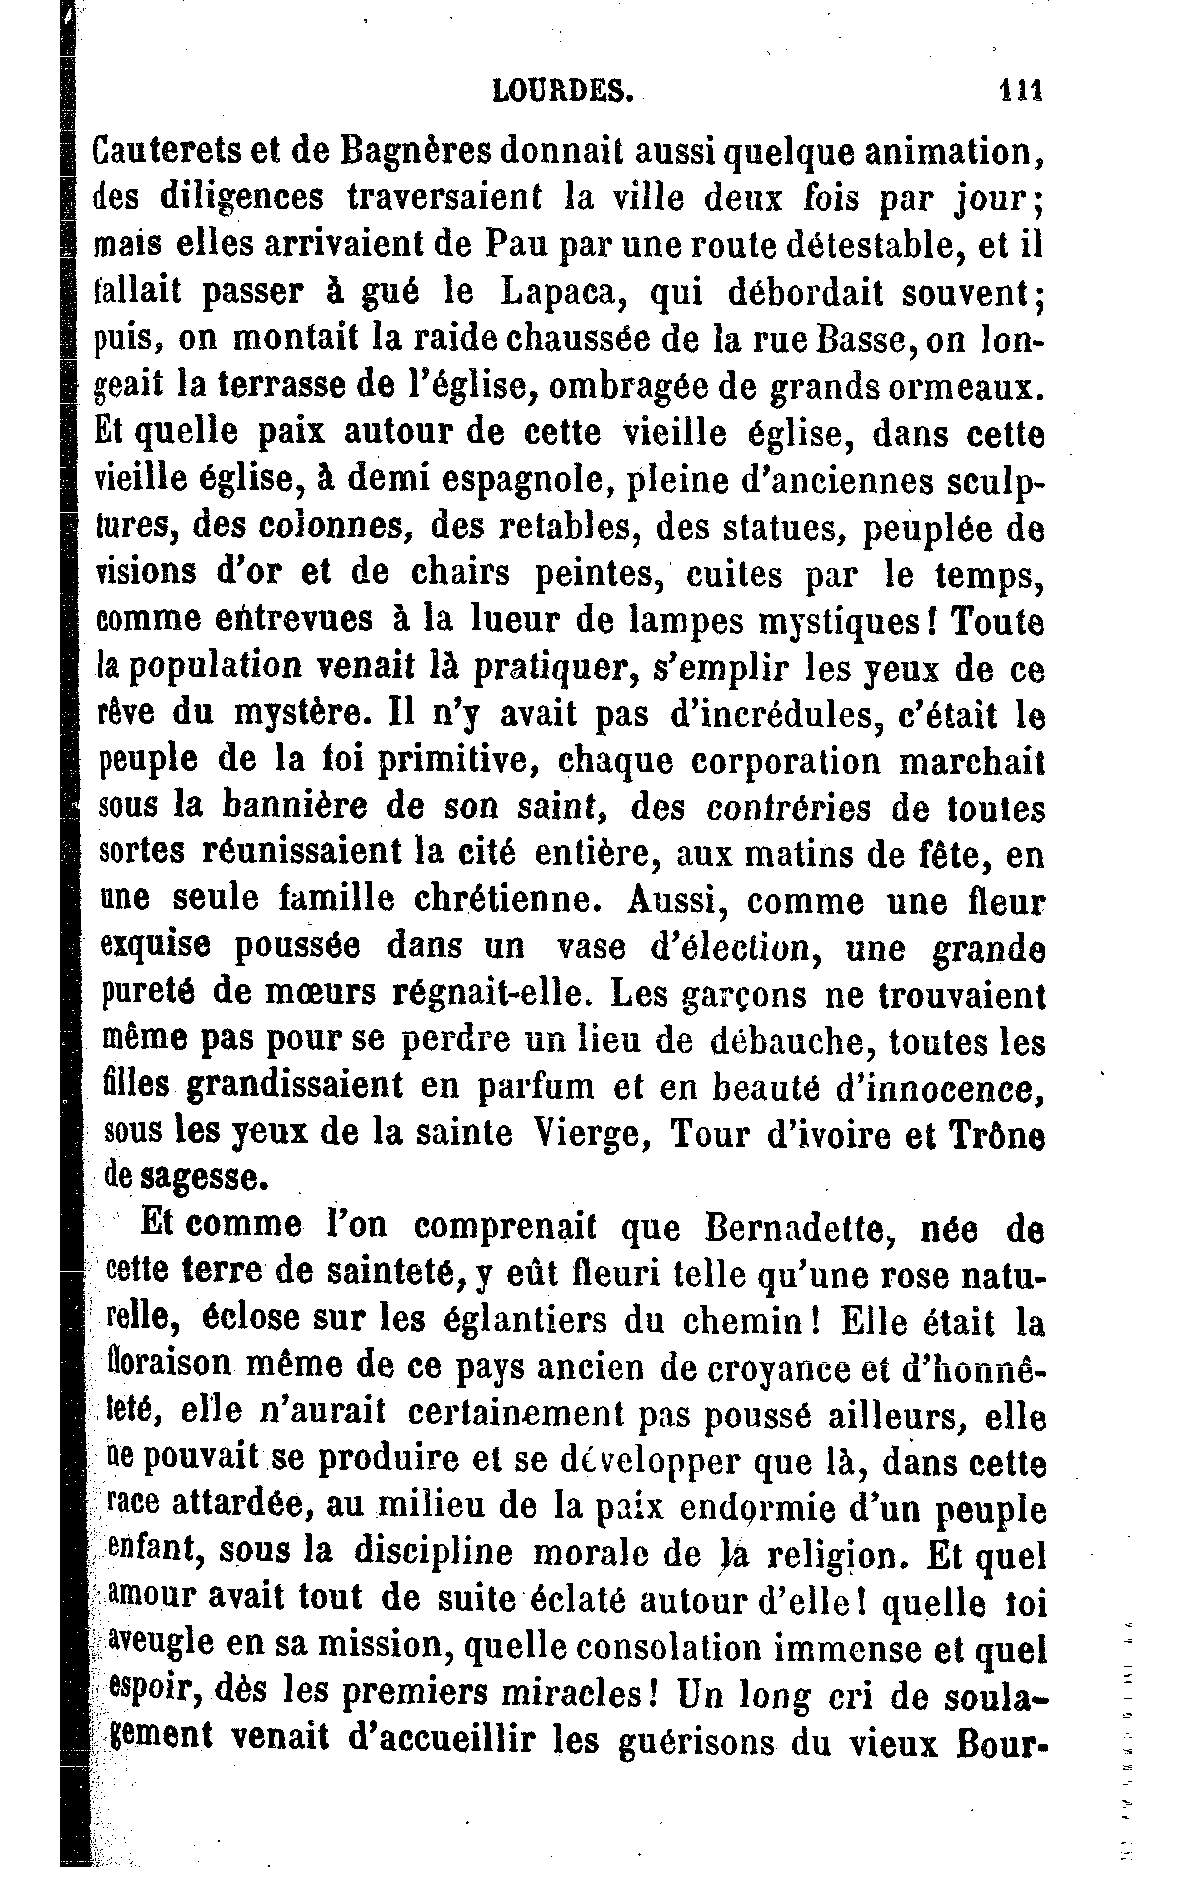 LOURDES. 111
Cauterets et de Bagnères donnait aussi quelque animation,
des diligences traversaient la ville deux fois par jour;
mais elles arrivaient de Pau par une route détestable, et il
fallait passer à gué le Lapaca, qui débordait souvent;
puis, on montait la raide chaussée de la rue Basse, on lon-
geait la terrasse de l'église, ombragée de grands ormeaux.
Et quelle paix autour de cette vieille église, dans cette
vieille église, à demi espagnole, pleine d'anciennes sculp-
tures, des colonnes, des retables, des statues, peuplée de
visions d'or et de chairs peintes, cuites par le temps,
comme entrevues à la lueur de lampes mystiques! Toute
la population venait là pratiquer, s'emplir les yeux de ce
rêve du mystère. Il n'y avait pas d'incrédules, c'était le
peuple de la foi primitive, chaque corporation marchait
sous la bannière de son saint, des confréries de toutes
sortes réunissaient la cité entière, aux matins de fête, en
une seule famille chrétienne. Aussi, comme une fleur
exquise poussée dans un vase d'élection, une grande
pureté de mœurs régnait-elle. Les garçons ne trouvaient
même pas pour se perdre un lieu de débauche, toutes les
filles grandissaient en parfum et en beauté d'innocence,
sous les yeux de la sainte Vierge, Tour d'ivoire et Trône
de sagesse.
Et comme l'on comprenait que Bernadette, née de
cette terre de sainteté, y eût fleuri telle qu'une rose natu-
relle, éclose sur les églantiers du chemin! Elle était la
floraison même de ce pays ancien de croyance et d'honnê-
teté, elle n'aurait certainement pas poussé ailleurs, elle
ne pouvait se produire et se développer que là, dans cette
race attardée, au milieu de la paix endormie d'un peuple
enfant, sous la discipline morale de la religion. Et quel
amour avait tout de suite éclaté autour d'elle! quelle foi
aveugle en sa mission, quelle consolation immense et quel
espoir, dès les premiers miracles! Un long cri de soula-
gement venait d'accueillir les guérisons du vieux Bour-